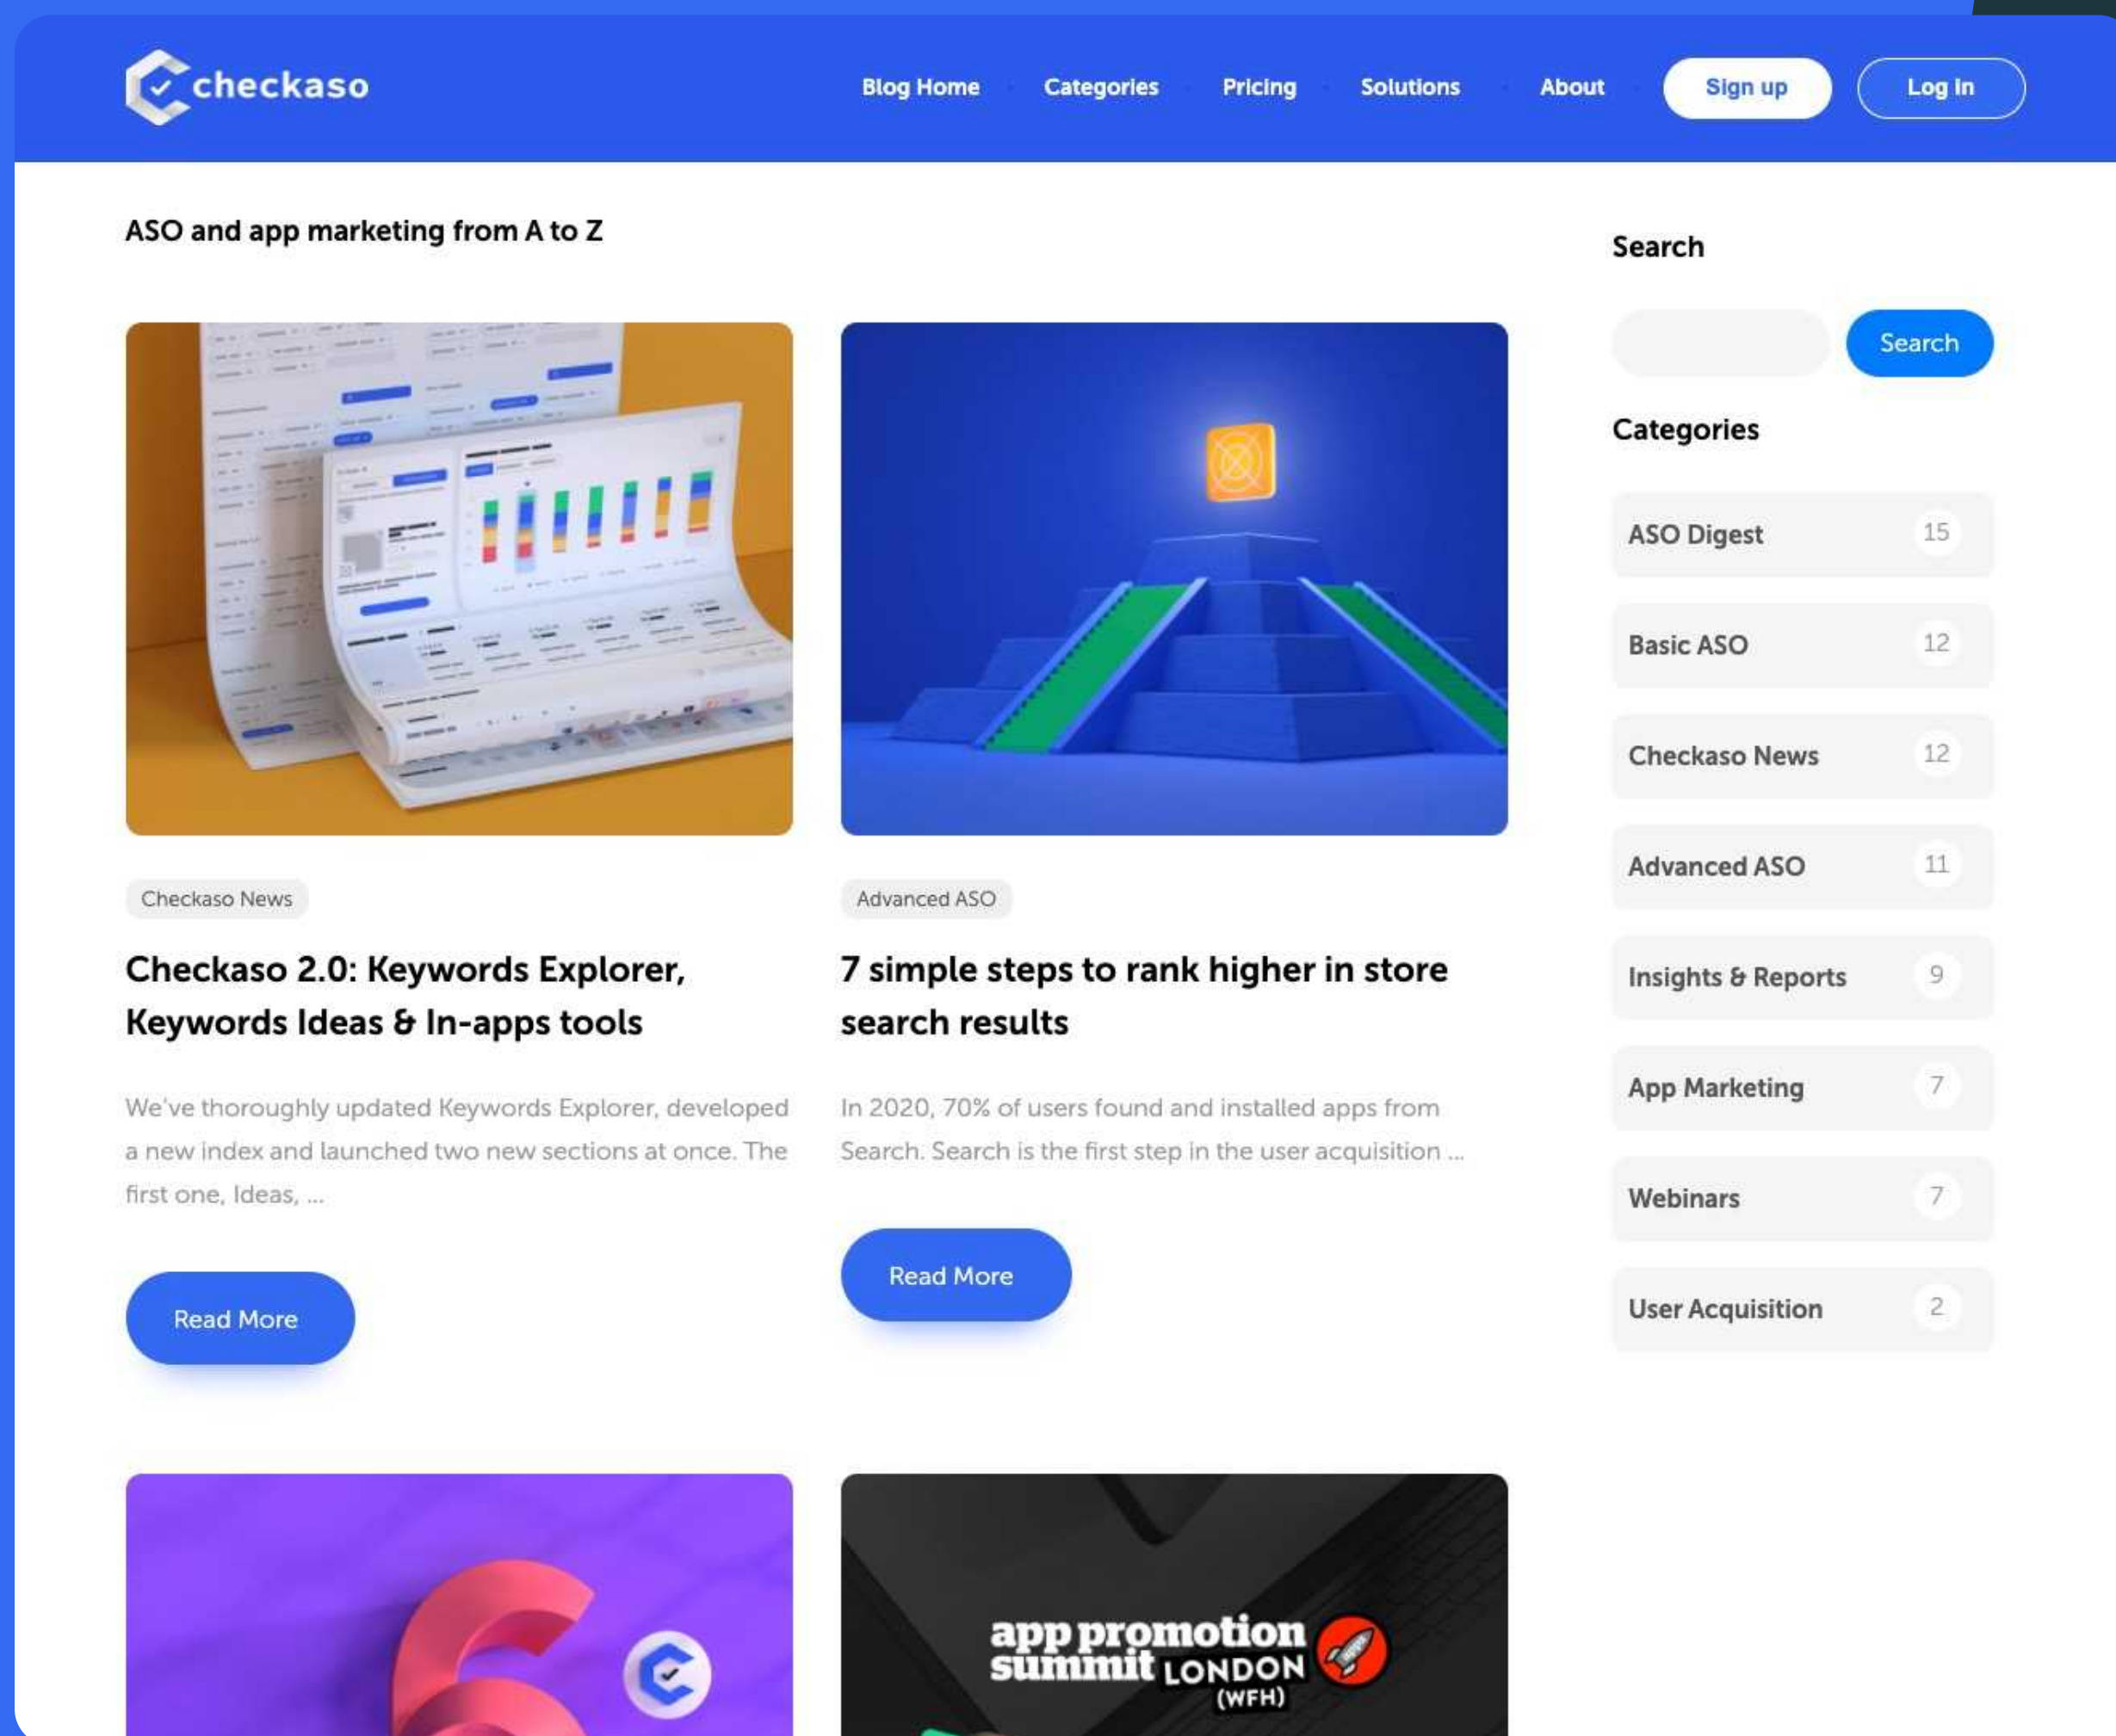 checkaso
Blog Home
Categories
Pricing
Solutions
About
Sign up
Log In
ASO and app marketing from A to Z
Checkaso News
Checkaso 2.0: Keywords Explorer,
Keywords Ideas & In-apps tools
We've thoroughly updated Keywords Explorer, developed
a new index and launched two new sections at once. The
first one, Ideas, ...
Read More
Advanced ASO
7 simple steps to rank higher in store
search results
In 2020, 70% of users found and installed apps from
Search. Search is the first step in the user acquisition ...
Read More
app promotion
summit LONDON
(WFH)
Search
Search
Categories
ASO Digest 15
Basic ASO 12
Checkaso News 12
Advanced ASO 11
Insights & Reports 9
App Marketing 7
Webinars 7
User Acquisition 2